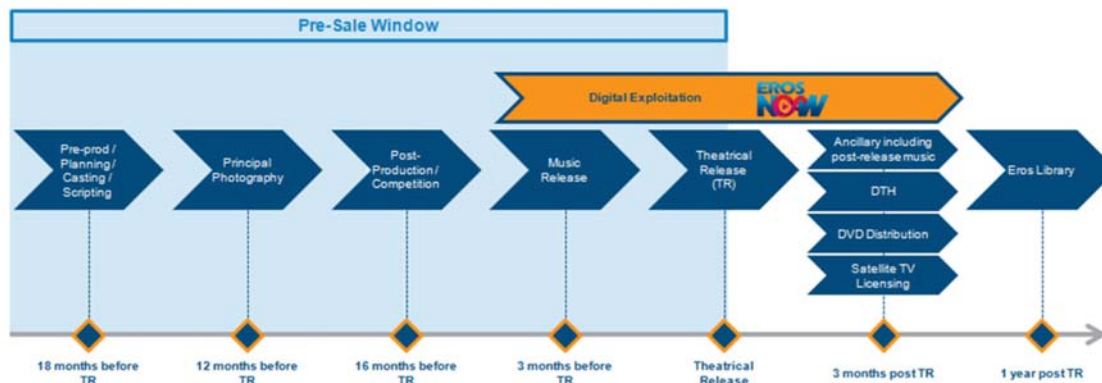 Pre-Sale Window
Digital Exploitation
EROS
NOW
Pre-prod /
Planning /
Casting /
Scripting
Principal
Photography
Post-
Production /
Competition
Music
Release
Theatrical
Release
(TR)
Ancillary including
post-release music
DTH
DVD Distribution
Satellite TV
Licensing
Eros Library
18 months before
TR
12 months before
TR
16 months before
TR
3 months before
TR
Theatrical
Release
3 months post TR
1 year post TR